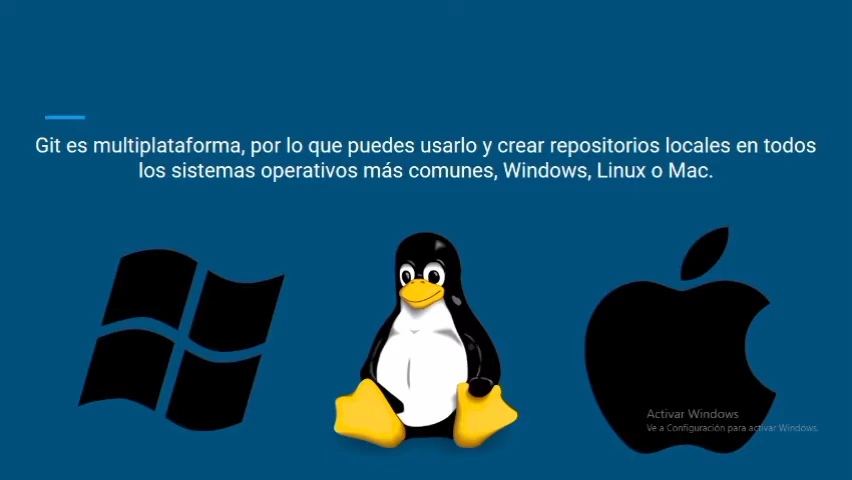 Git es multiplataforma, por lo que puedes usarlo y crear repositorios locales en todos
los sistemas operativos más comunes, Windows, Linux o Mac.
Activar Windows
Ve a Configuración para activar Windows.